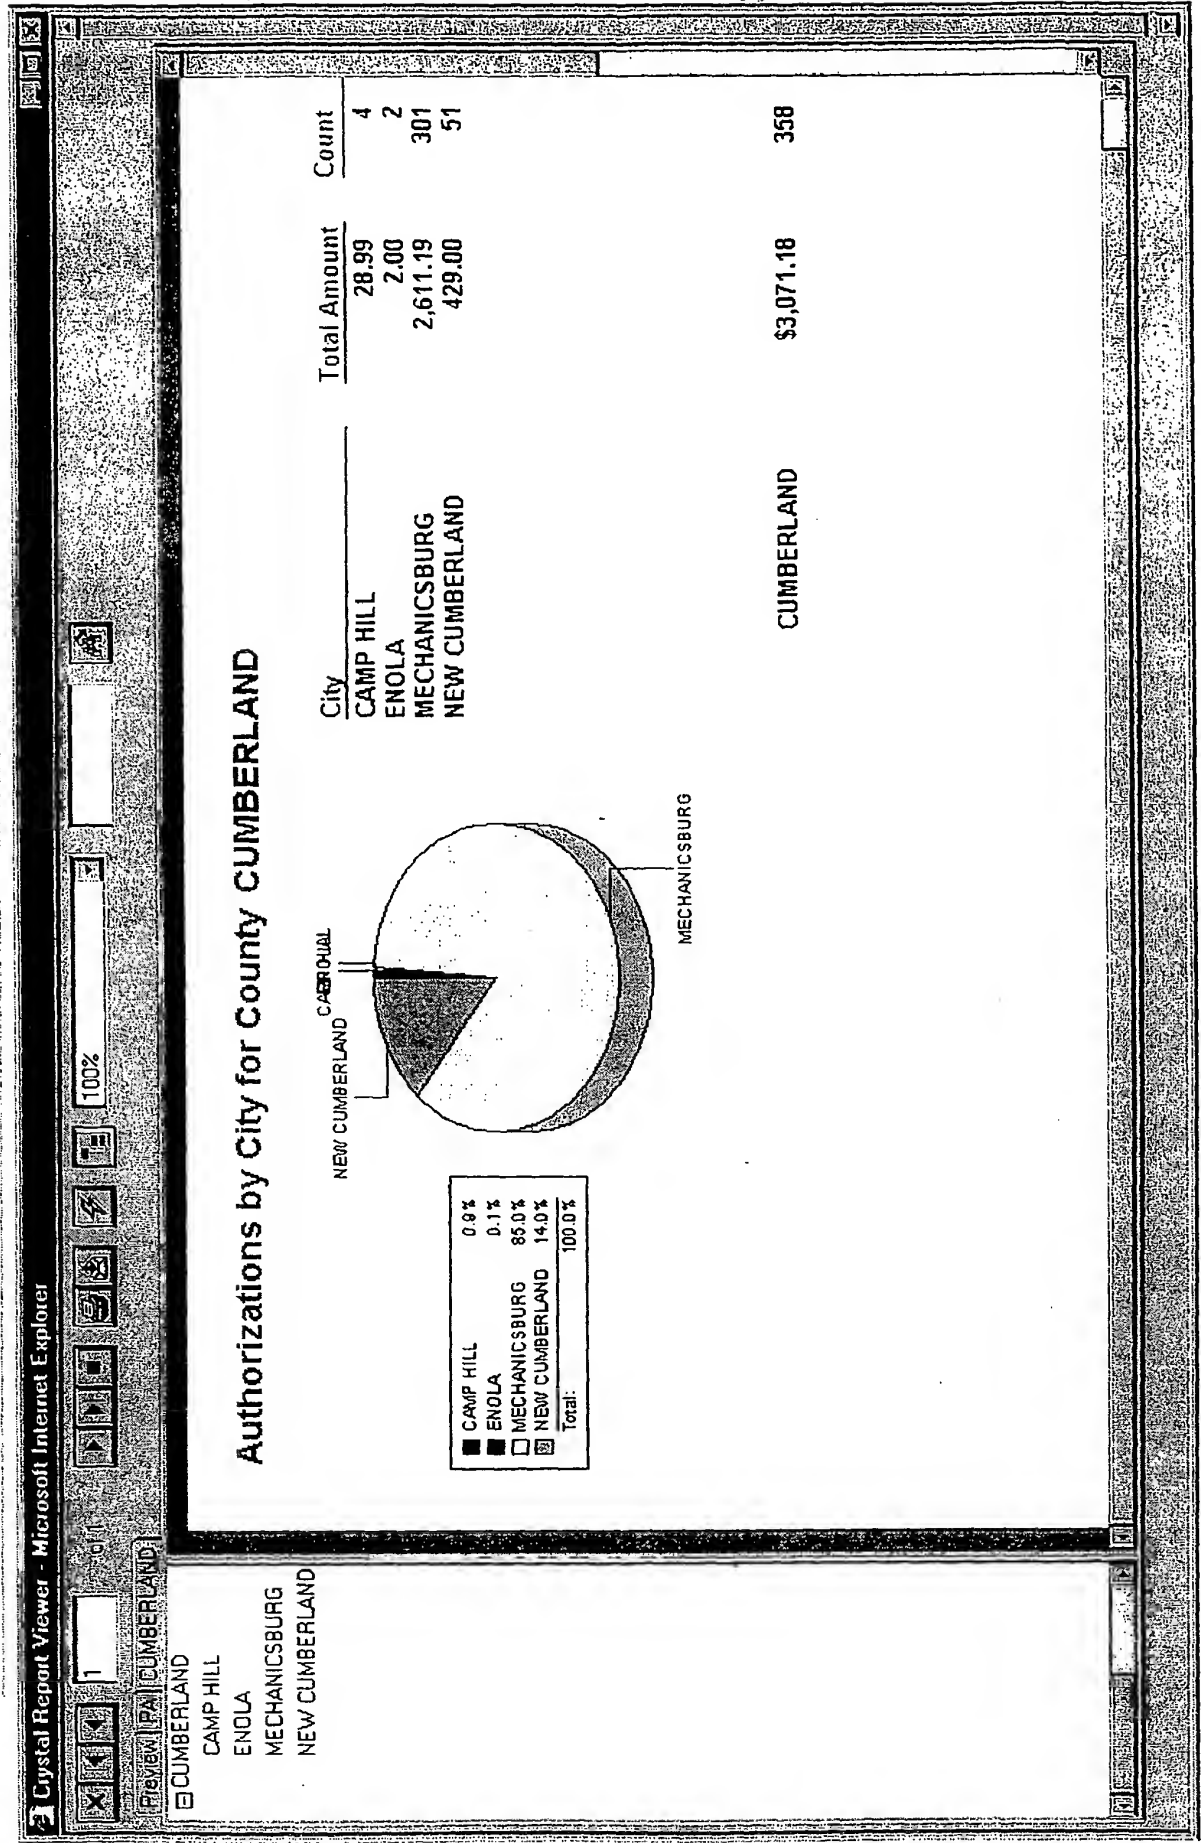 Crystal Report Viewer - Microsoft Internet Explorer
1 of 1
100%
Preview PA CUMBERLAND
CUMBERLAND
CAMP HILL
ENOLA
MECHANICSBURG
NEW CUMBERLAND
Authorizations by City for County CUMBERLAND
NEW CUMBERLAND
MECHANICSBURG
CAMP HILL 0.9%
ENOLA 0.1%
MECHANICSBURG 85.0%
NEW CUMBERLAND 14.0%
Total: 100.0%
City Total Amount Count
CAMP HILL 28.99 4
ENOLA 2.00 2
MECHANICSBURG 2,611.19 301
NEW CUMBERLAND 429.00 51
CUMBERLAND $3,071.18 358